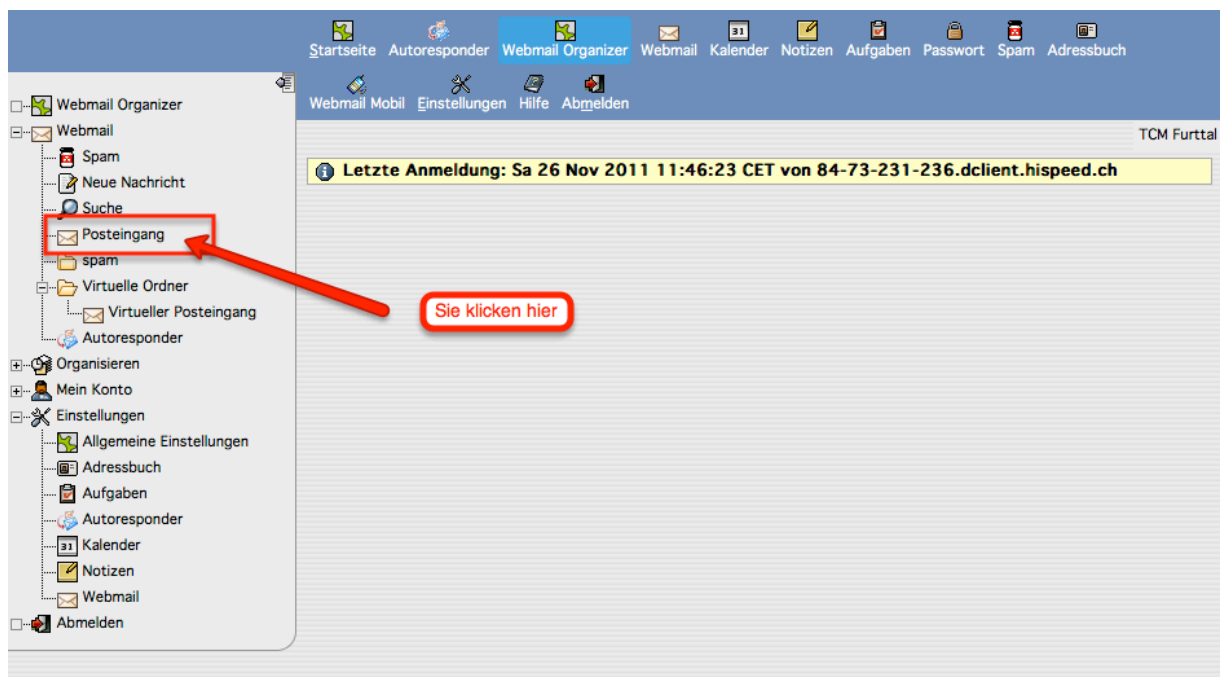 Startseite Autoresponder Webmail Organizer Webmail Kalender Notizen Aufgaben Passwort Spam Adressbuch
Webmail Mobil Einstellungen Hilfe Abmelden
TCM Furttal
Letzte Anmeldung: Sa 26 Nov 2011 11:46:23 CET von 84-73-231-236.dclient.hispeed.ch
Webmail Organizer
Webmail
Spam
Neue Nachricht
Suche
Posteingang
spam
Virtuelle Ordner
Virtueller Posteingang
Autoresponder
Organisieren
Mein Konto
Einstellungen
Allgemeine Einstellungen
Adressbuch
Aufgaben
Autoresponder
31 Kalender
Notizen
Webmail
Abmelden
Sie klicken hier